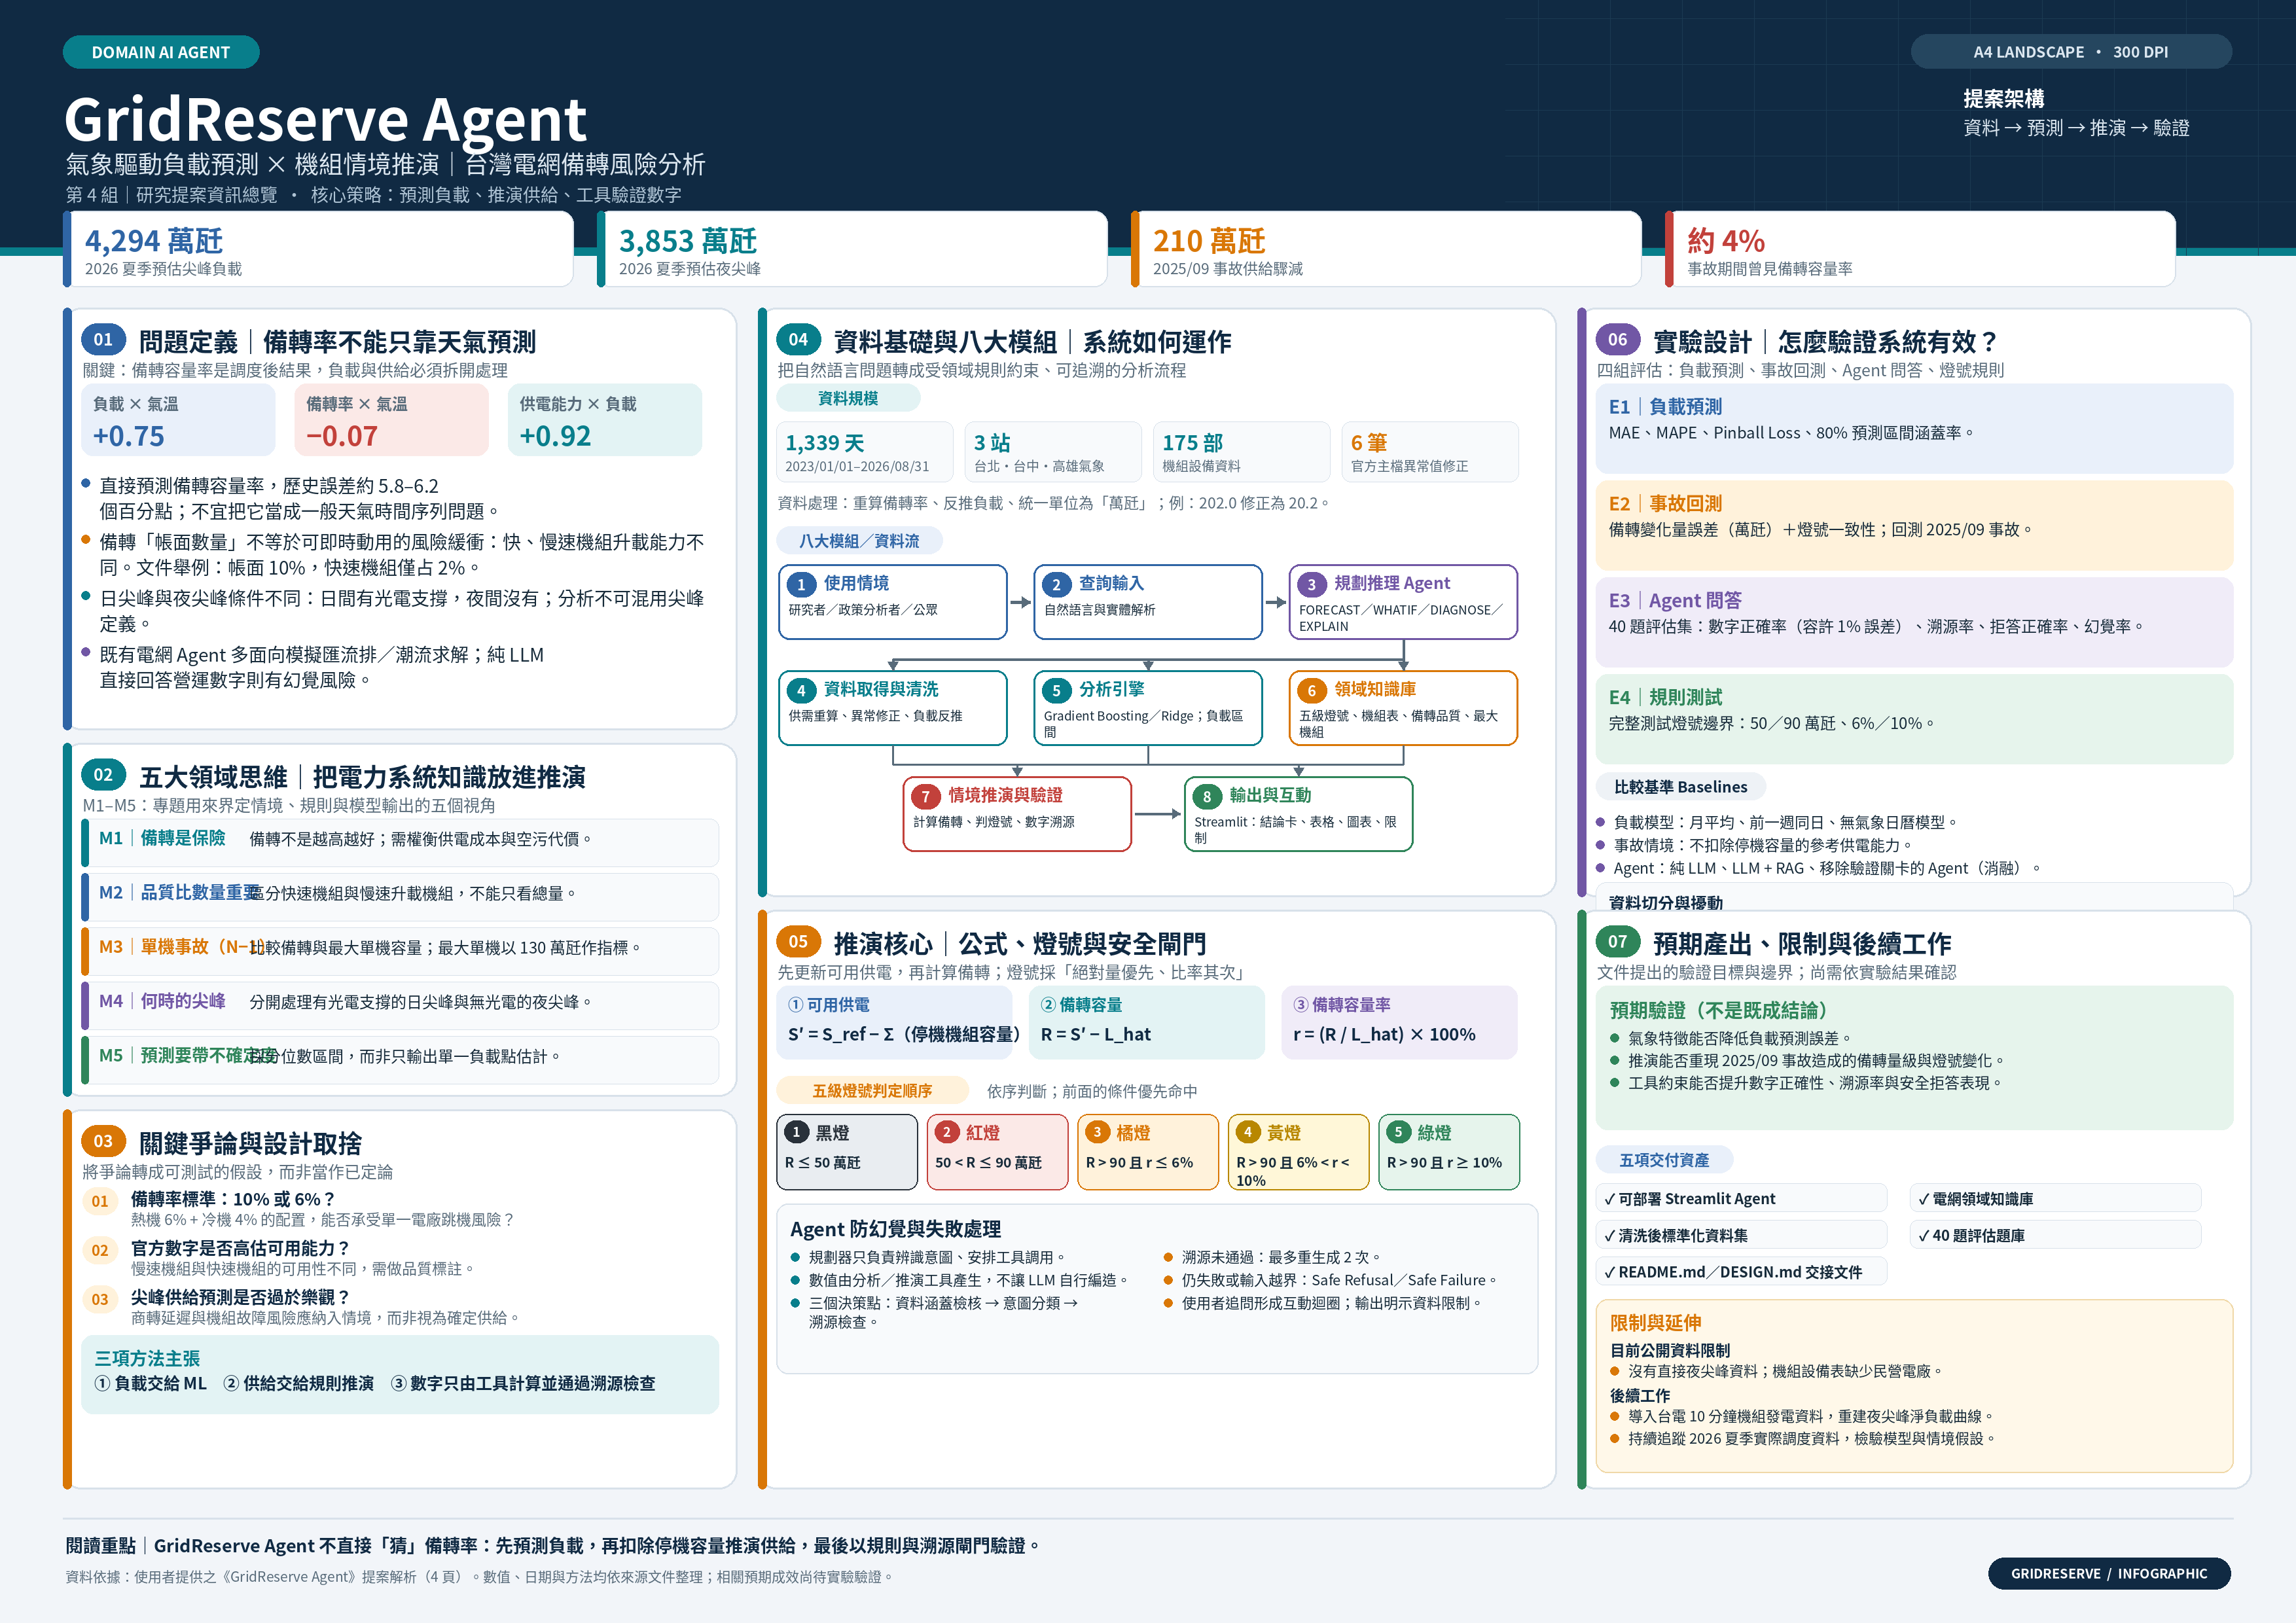 DOMAIN AI AGENT
A4 LANDSCAPE • 300 DPI
GridReserve Agent
提案架構
資料 → 預測 → 推演 → 驗證
氣象驅動負載預測 × 機組情境推演｜台灣電網備轉風險分析
第 4 組｜研究提案資訊總覽 • 核心策略：預測負載、推演供給、工具驗證數字
4,294 萬瓩
2026 夏季預估尖峰負載
3,853 萬瓩
2026 夏季預估夜尖峰
210 萬瓩
2025/09 事故供給驟減
約 4%
事故期間曾見備轉容量率
01 問題定義｜備轉率不能只靠天氣預測
關鍵：備轉容量率是調度後結果，負載與供給必須拆開處理
負載 × 氣溫
+0.75
備轉率 × 氣溫
−0.07
供電能力 × 負載
+0.92
直接預測備轉容量率，歷史誤差約 5.8–6.2
個百分點；不宜把它當成一般天氣時間序列問題。
備轉「帳面數量」不等於可即時動用的風險緩衝：快、慢速機組升載能力不
同。文件舉例：帳面 10%，快速機組僅占 2%。
日尖峰與夜尖峰條件不同：日間有光電支撐，夜間沒有；分析不可混用尖峰
定義。
既有電網 Agent 多面向模擬匯流排／潮流求解；純 LLM
直接回答營運數字則有幻覺風險。
02 五大領域思維｜把電力系統知識放進推演
M1–M5：專題用來界定情境、規則與模型輸出的五個視角
M1｜備轉是保險 備轉不是越高越好；需權衡供電成本與空污代價。
M2｜品質比數量重要 區分快速機組與慢速升載機組，不能只看總量。
M3｜單機事故（N−1） 比較備轉與最大單機容量；最大單機以 130 萬瓩作指標。
M4｜何時的尖峰 分開處理有光電支撐的日尖峰與無光電的夜尖峰。
M5｜預測要帶不確定 分位數區間，而非只輸出單一負載點估計。
03 關鍵爭論與設計取捨
將爭論轉成可測試的假設，而非當作已定論
01 備轉率標準：10% 或 6%？
熱機 6% + 冷機 4% 的配置，能否承受單一電廠跳機風險？
02 官方數字是否高估可用能力？
慢速機組與快速機組的可用性不同，需做品質標註。
03 尖峰供給預測是否過於樂觀？
商轉延遲與機組故障風險應納入情境，而非視為確定供給。
三項方法主張
① 負載交給 ML ② 供給交給規則推演 ③ 數字只由工具計算並通過溯源檢查
04 資料基礎與八大模組｜系統如何運作
把自然語言問題轉成受領域規則約束、可追溯的分析流程
資料規模
1,339 天
2023/01/01–2026/08/31
3 站
台北・台中・高雄氣象
175 部
機組設備資料
6 筆
官方主檔異常值修正
資料處理：重算備轉率、反推負載、統一單位為「萬瓩」；例：202.0 修正為 20.2。
八大模組／資料流
1 使用情境
研究者／政策分析者／公眾
2 查詢輸入
自然語言與實體解析
3 規劃推理 Agent
FORECAST／WHATIF／DIAGNOSE／
EXPLAIN
4 資料取得與清洗
供需重算、異常修正、負載反推
5 分析引擎
Gradient Boosting／Ridge；負載區
間
6 領域知識庫
五級燈號、機組表、備轉品質、最大
機組
7 情境推演與驗證
計算備轉、判燈號、數字溯源
8 輸出與互動
Streamlit：結論卡、表格、圖表、限
制
05 推演核心｜公式、燈號與安全閘門
先更新可用供電，再計算備轉；燈號採「絕對量優先、比率其次」
① 可用供電
S′ = S_ref − Σ（停機機組容量）
② 備轉容量
R = S′ − L_hat
③ 備轉容量率
r = (R / L_hat) × 100%
五級燈號判定順序 依序判斷；前面的條件優先命中
1 黑燈
R ≤ 50 萬瓩
2 紅燈
50 < R ≤ 90 萬瓩
3 橘燈
R > 90 且 r ≤ 6%
4 黃燈
R > 90 且 6% < r <
10%
5 綠燈
R > 90 且 r ≥ 10%
Agent 防幻覺與失敗處理
規劃器只負責辨識意圖、安排工具調用。
數值由分析／推演工具產生，不讓 LLM 自行編造。
三個決策點：資料涵蓋檢核 → 意圖分類 →
溯源檢查。
溯源未通過：最多重生成 2 次。
仍失敗或輸入越界：Safe Refusal／Safe Failure。
使用者追問形成互動迴圈；輸出明示資料限制。
06 實驗設計｜怎麼驗證系統有效？
四組評估：負載預測、事故回測、Agent 問答、燈號規則
E1｜負載預測
MAE、MAPE、Pinball Loss、80% 預測區間涵蓋率。
E2｜事故回測
備轉變化量誤差（萬瓩）＋燈號一致性；回測 2025/09 事故。
E3｜Agent 問答
40 題評估集：數字正確率（容許 1% 誤差）、溯源率、拒答正確率、幻覺率。
E4｜規則測試
完整測試燈號邊界：50／90 萬瓩、6%／10%。
比較基準 Baselines
負載模型：月平均、前一週同日、無氣象日曆模型。
事故情境：不扣除停機容量的參考供電能力。
Agent：純 LLM、LLM + RAG、移除驗證關卡的 Agent（消融）。
資料切分與擾動
07 預期產出、限制與後續工作
文件提出的驗證目標與邊界；尚需依實驗結果確認
預期驗證（不是既成結論）
氣象特徵能否降低負載預測誤差。
推演能否重現 2025/09 事故造成的備轉量級與燈號變化。
工具約束能否提升數字正確性、溯源率與安全拒答表現。
五項交付資產
✓ 可部署 Streamlit Agent
✓ 電網領域知識庫
✓ 清洗後標準化資料集
✓ 40 題評估題庫
✓ README.md／DESIGN.md 交接文件
限制與延伸
目前公開資料限制
沒有直接夜尖峰資料；機組設備表缺少民營電廠。
後續工作
導入台電 10 分鐘機組發電資料，重建夜尖峰淨負載曲線。
持續追蹤 2026 夏季實際調度資料，檢驗模型與情境假設。
閱讀重點｜GridReserve Agent 不直接「猜」備轉率：先預測負載，再扣除停機容量推演供給，最後以規則與溯源閘門驗證。
資料依據：使用者提供之《GridReserve Agent》提案解析（4 頁）。數值、日期與方法均依來源文件整理；相關預期成效尚待實驗驗證。
GRIDRESERVE / INFOGRAPHIC